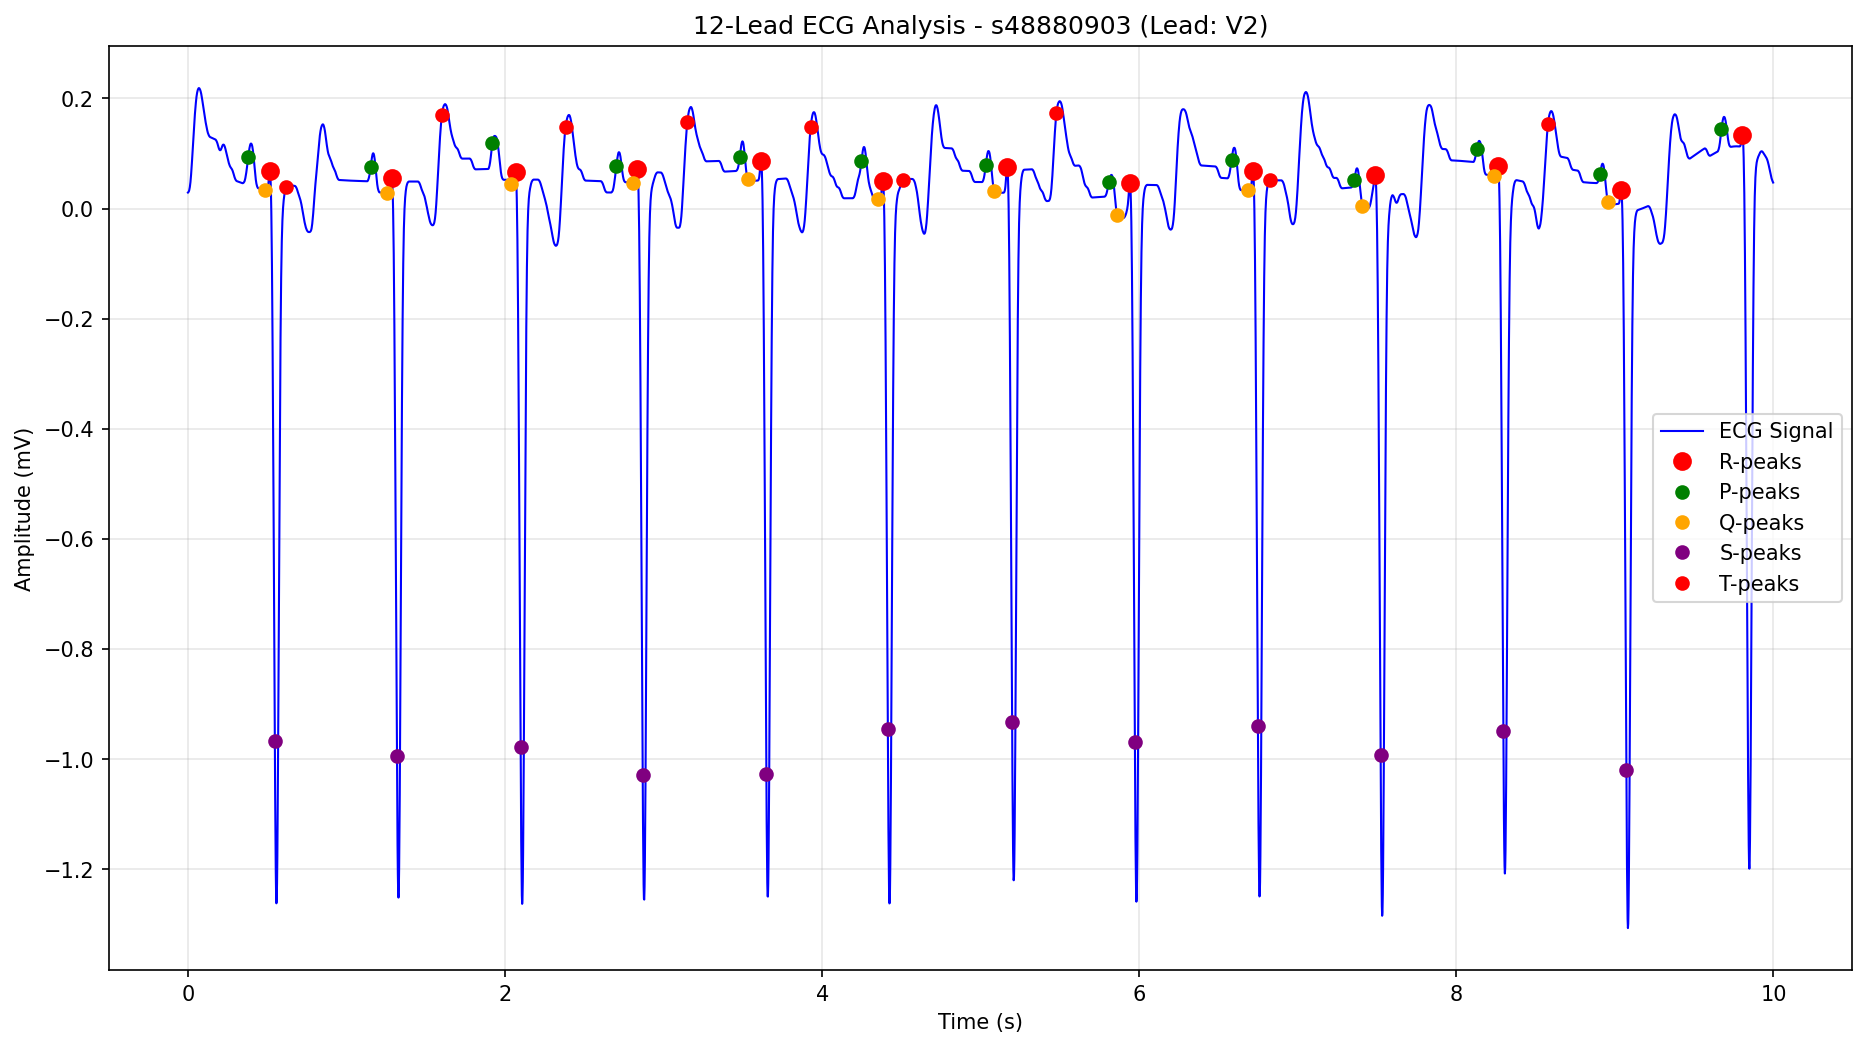 12-Lead ECG Analysis - s48880903 (Lead: V2)
Amplitude (mV)
0.2
0.0
−0.2
−0.4
−0.6
−0.8
−1.0
−1.2
ECG Signal
R-peaks
P-peaks
Q-peaks
S-peaks
T-peaks
0 2 4 6 8 10
Time (s)